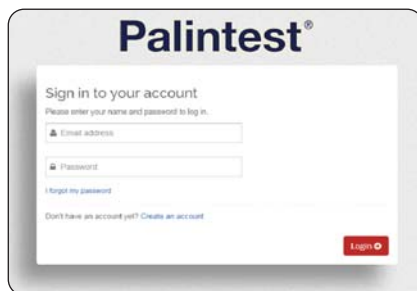 Palintest®
Sign in to your account
Please enter your name and password to log in.
Email address
Password
I forgot my password
Don't have an account yet? Create an account
Login